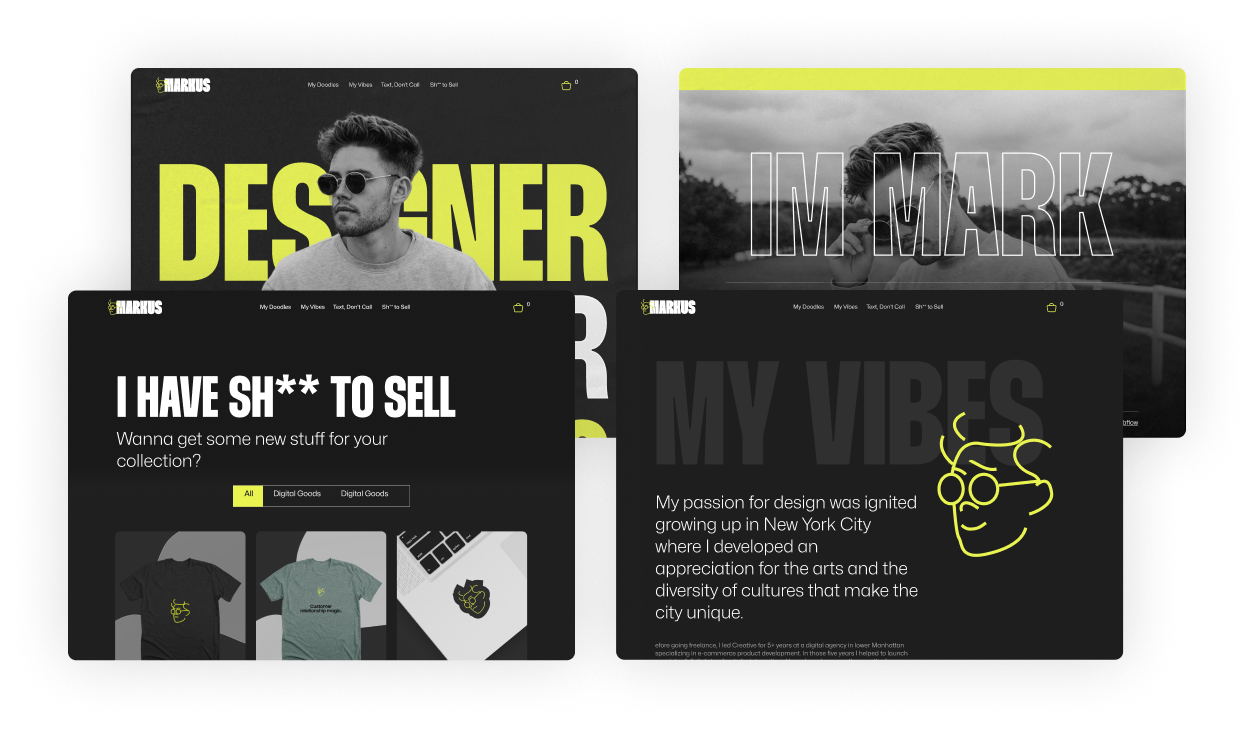 MARKUS
My Doodles My Vibes Text, Don't Call Sh** to Sell
0
DESIGNER
R
IM MARK
MARKUS
My Doodles My Vibes Text, Don't Call Sh** to Sell
0
I HAVE SH** TO SELL
Wanna get some new stuff for your
collection?
All Digital Goods Digital Goods
Customer
relationship magic.
MARKUS
My Doodles My Vibes Text, Don't Call Sh** to Sell
0
MY VIBES
My passion for design was ignited
growing up in New York City
where I developed an
appreciation for the arts and the
diversity of cultures that make the
city unique.
efore going freelance, I led Creative for 5+ years at a digital agency in lower Manhattan
specializing in e-commerce product development. In those five years I helped to launch